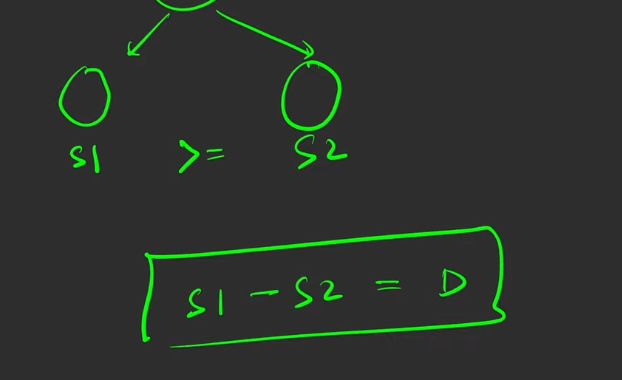 S1 >= S2
S1 - S2 = D